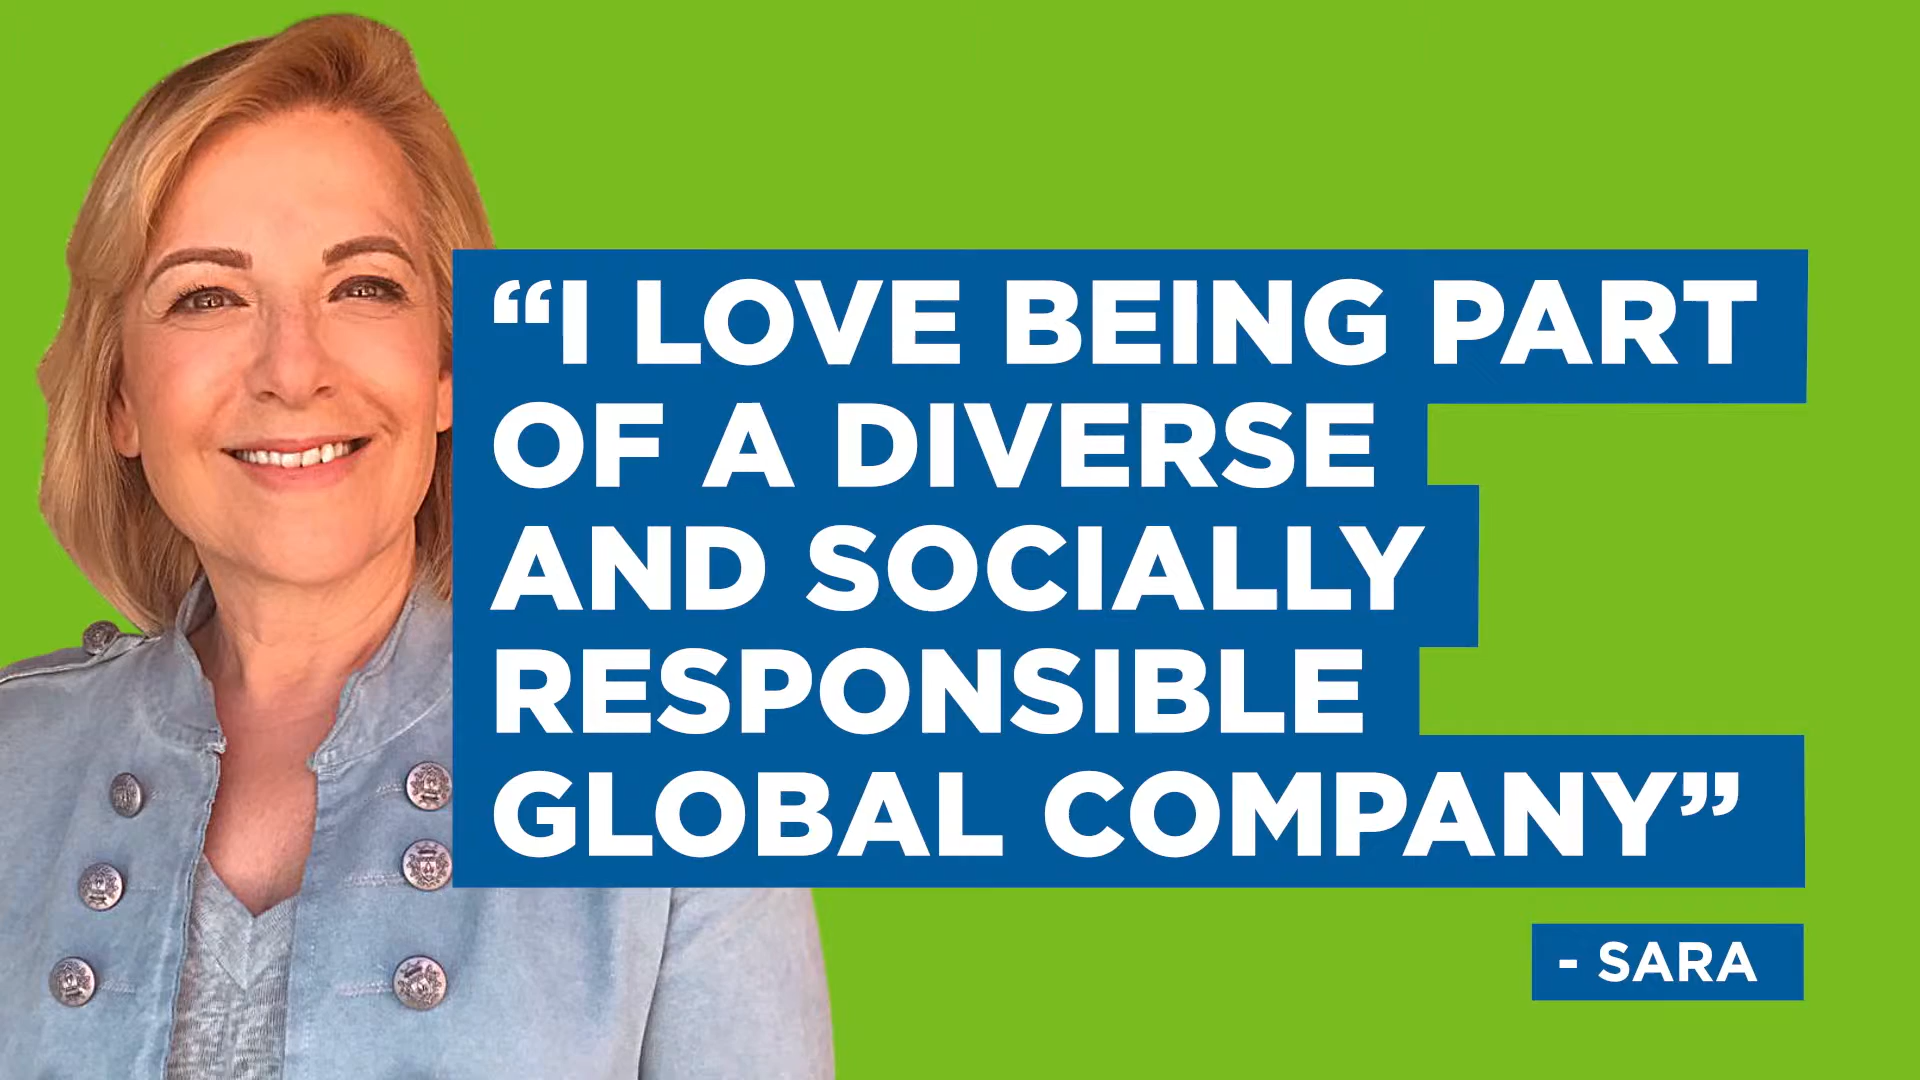 “I LOVE BEING PART
OF A DIVERSE
AND SOCIALLY
RESPONSIBLE
GLOBAL COMPANY”
- SARA